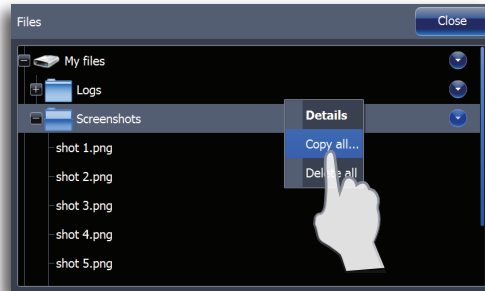 Files
Close
My files
Logs
Screenshots
Details
Copy all...
Delete all
shot 1.png
shot 2.png
shot 3.png
shot 4.png
shot 5.png